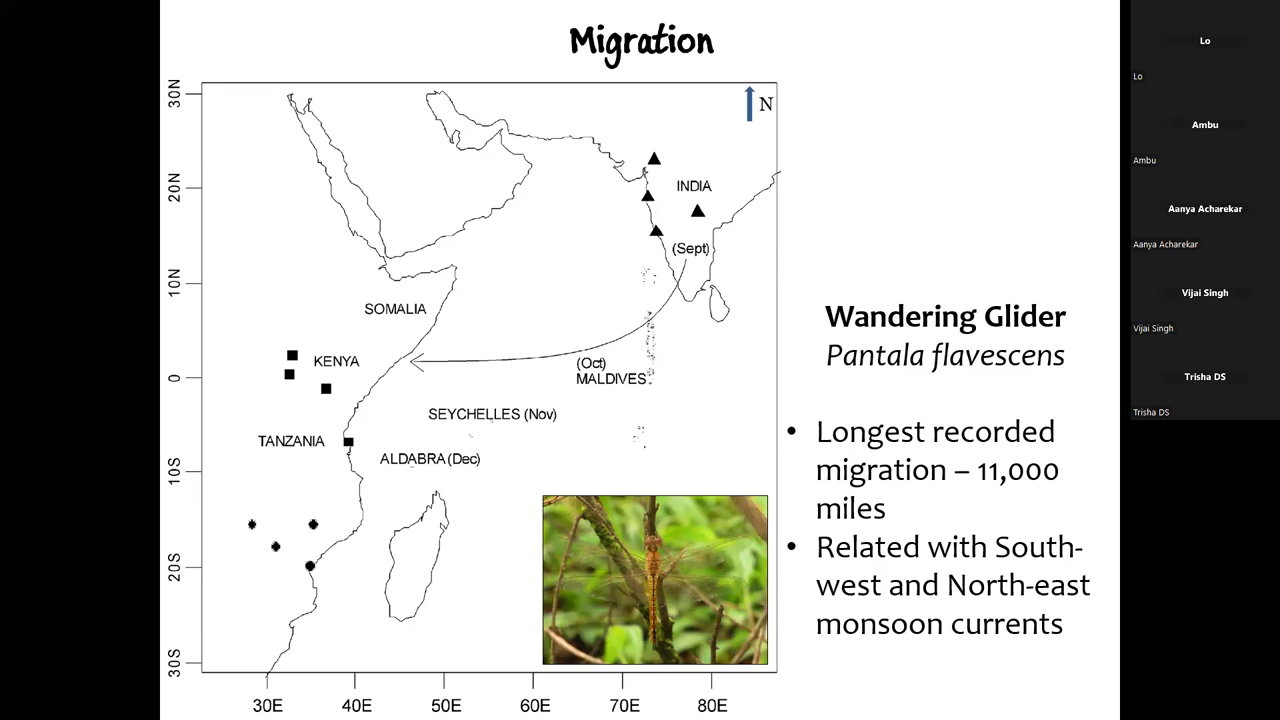 Migration
30N
20N
10N
0
10S
20S
30S
30E
40E
50E
60E
70E
80E
N
INDIA
(Sept)
SOMALIA
KENYA
(Oct)
MALDIVES
SEYCHELLES (Nov)
TANZANIA
ALDABRA (Dec)
Wandering Glider
Pantala flavescens
• Longest recorded
migration – 11,000
miles
• Related with South-
west and North-east
monsoon currents
Lo
Lo
Ambu
Ambu
Aanya Acharekar
Aanya Acharekar
Vijai Singh
Vijai Singh
Trisha DS
Trisha DS